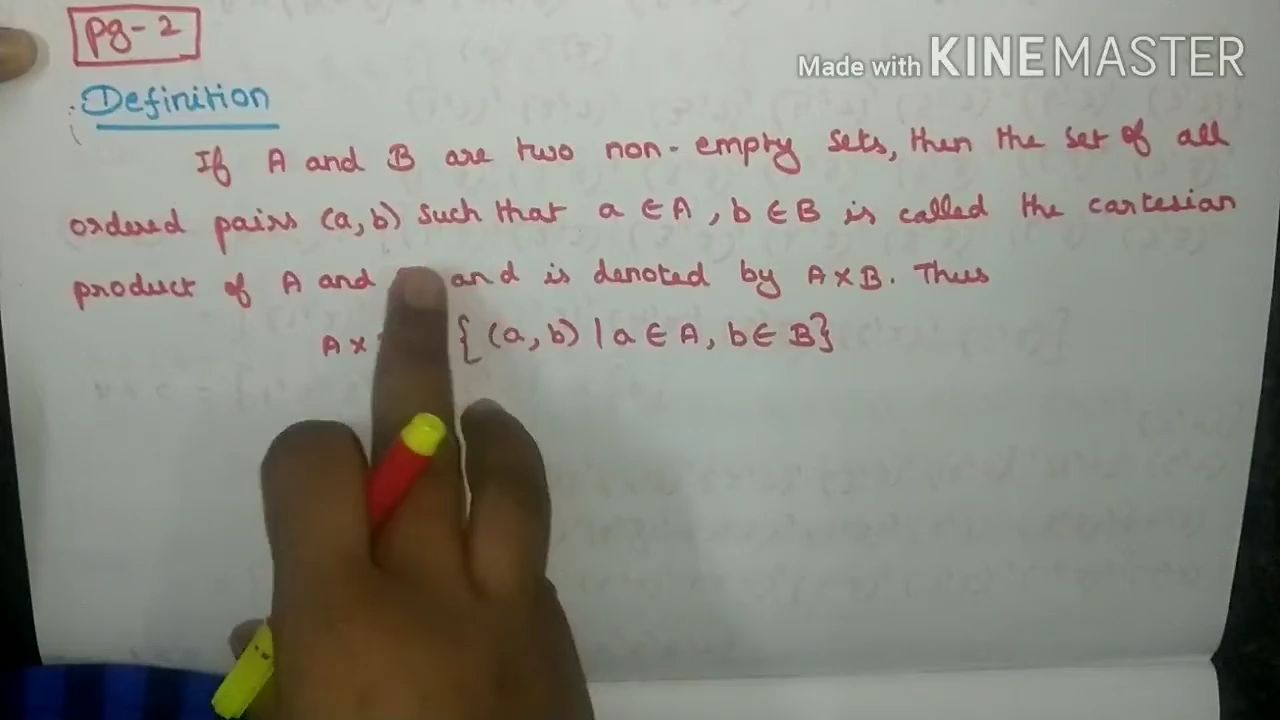 Pg-2
Made with KINEMASTER
Definition
If A and B are two non-empty sets, then the set of all
ordered pairs (a,b) such that a ∈ A, b ∈ B is called the cartesian
product of A and and is denoted by A×B. Thus
A× {(a,b) | a ∈ A, b ∈ B}